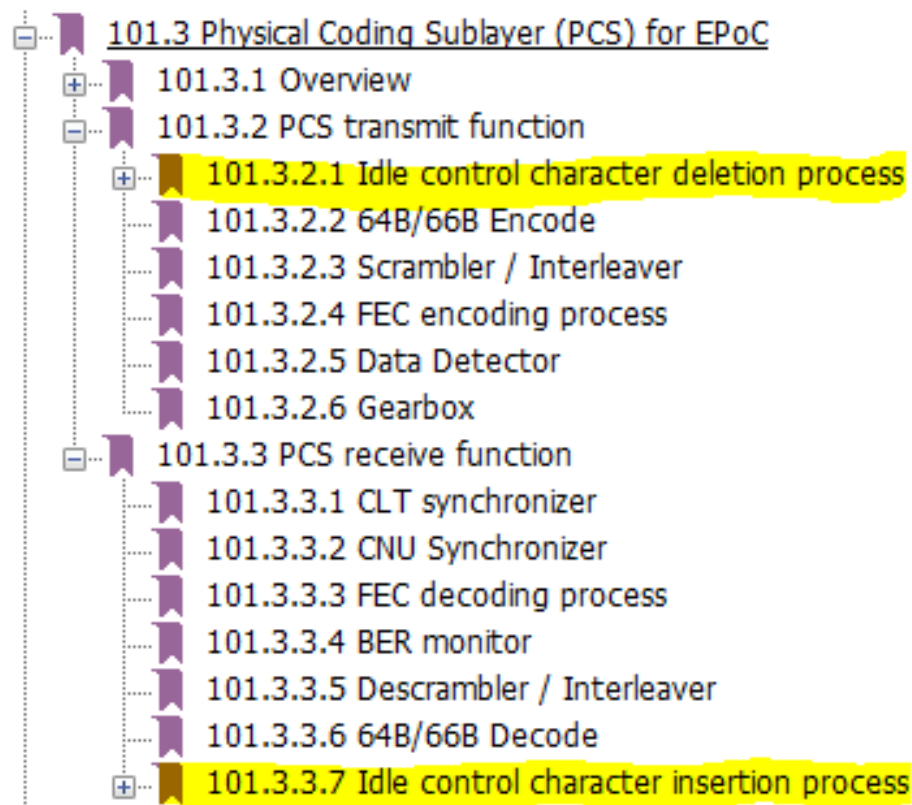 101.3 Physical Coding Sublayer (PCS) for EPoC
101.3.1 Overview
101.3.2 PCS transmit function
101.3.2.1 Idle control character deletion process
101.3.2.2 64B/66B Encode
101.3.2.3 Scrambler / Interleaver
101.3.2.4 FEC encoding process
101.3.2.5 Data Detector
101.3.2.6 Gearbox
101.3.3 PCS receive function
101.3.3.1 CLT synchronizer
101.3.3.2 CNU Synchronizer
101.3.3.3 FEC decoding process
101.3.3.4 BER monitor
101.3.3.5 Descrambler / Interleaver
101.3.3.6 64B/66B Decode
101.3.3.7 Idle control character insertion process